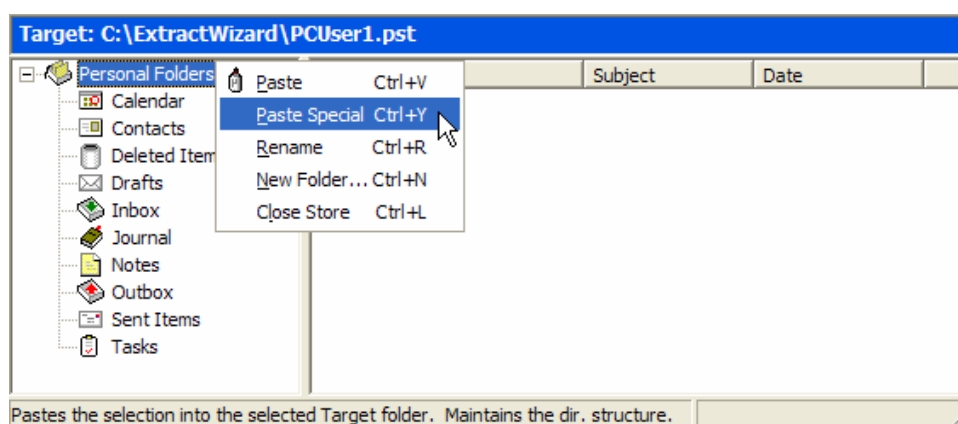 Target: C:\ExtractWizard\PCUser1.pst
Personal Folders
Subject
Date
Calendar
Contacts
Deleted Item
Drafts
Inbox
Journal
Notes
Outbox
Sent Items
Tasks
Paste Ctrl+V
Paste Special Ctrl+Y
Rename Ctrl+R
New Folder... Ctrl+N
Close Store Ctrl+L
Pastes the selection into the selected Target folder. Maintains the dir. structure.